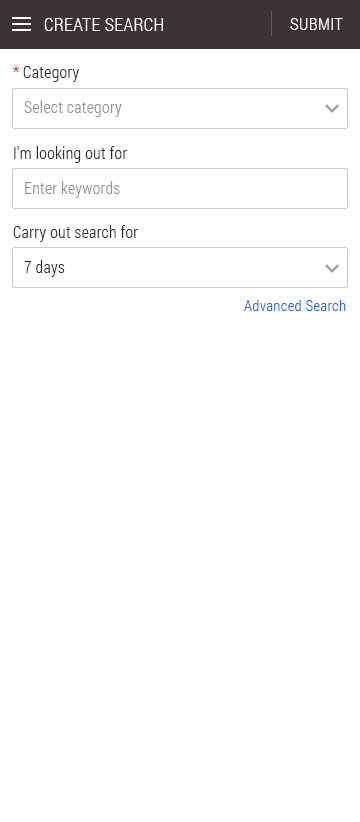 CREATE SEARCH
SUBMIT
* Category
Select category
I'm looking out for
Enter keywords
Carry out search for
7 days
Advanced Search